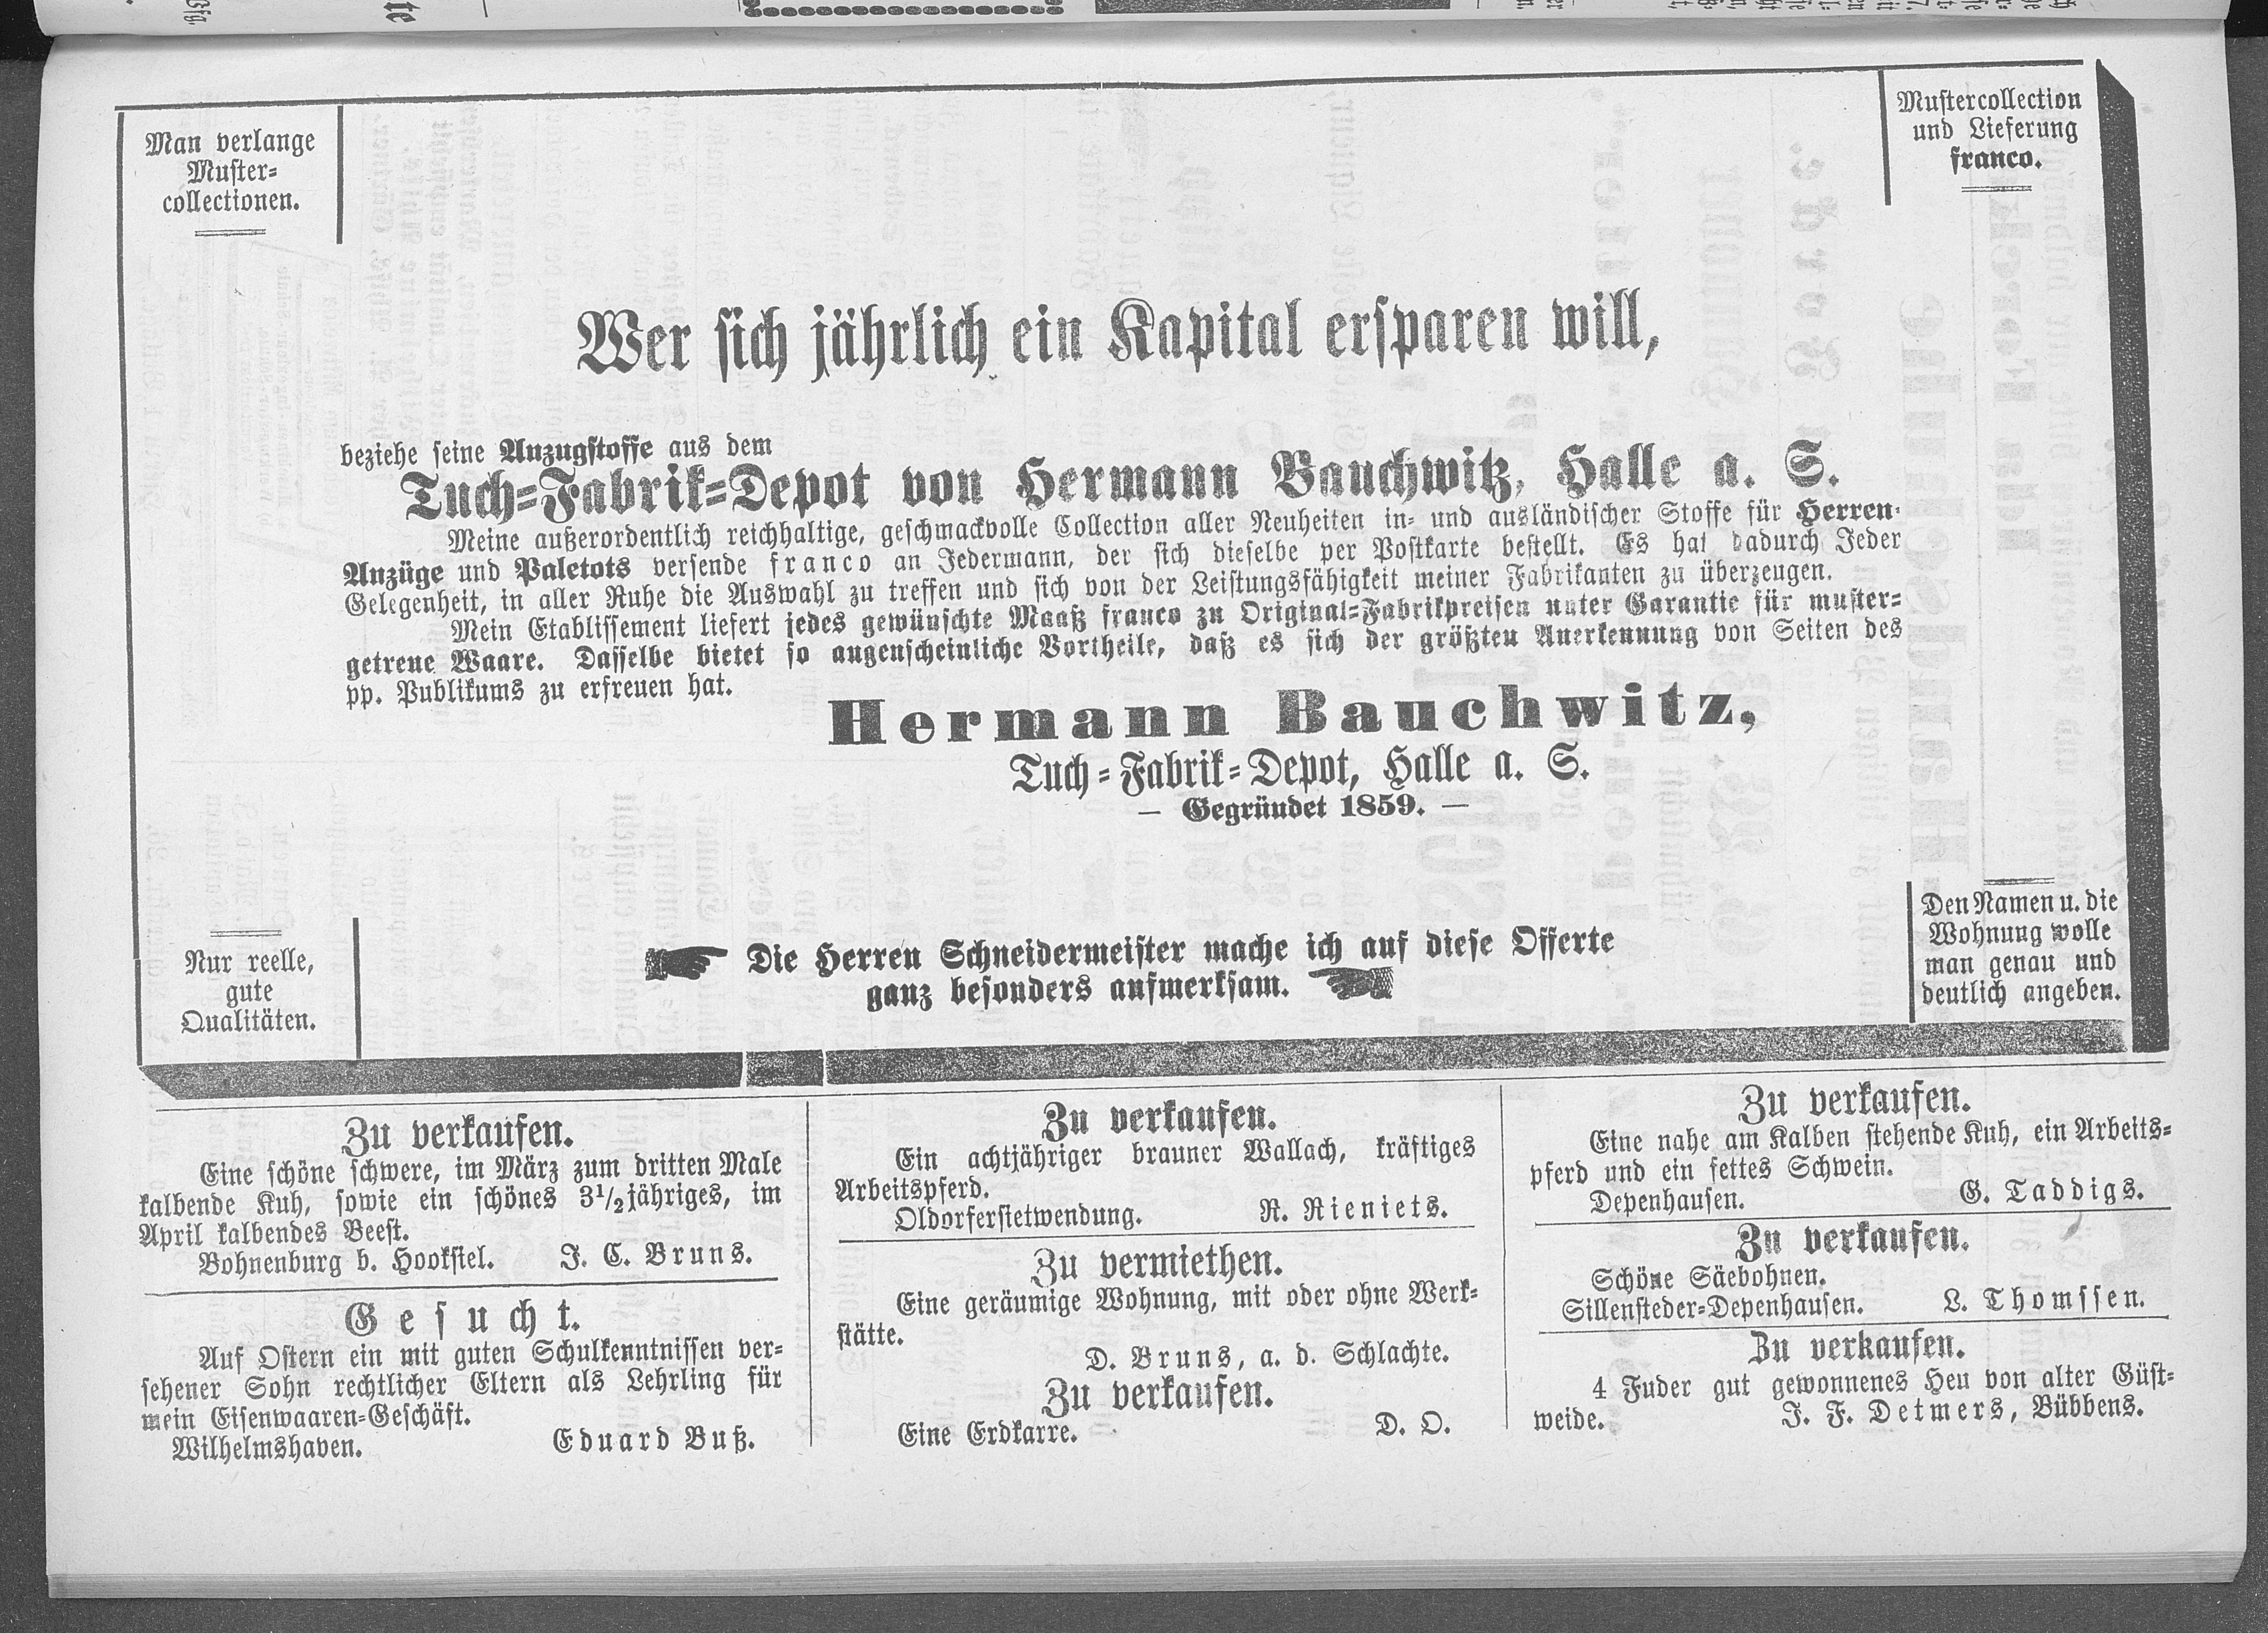 Man verlange
Muster-
collectionen.
Mustercollection
und Lieferung
franco.
Wer sich jährlich ein Kapital ersparen will,
beziehe seine Anzugstoffe aus dem
Tuch-Fabrik-Depot von Hermann Bauchwitz, Halle a. S.
Meine außerordentlich reichhaltige, geschmackvolle Collection aller Neuheiten in- und ausländischer Stoffe für Herren-
Anzüge und Paletots versende franco an Jedermann, der sich dieselbe per Postkarte bestellt. Es hat dadurch Jeder
Gelegenheit, in aller Ruhe die Auswahl zu treffen und sich von der Leistungsfähigkeit meiner Fabrikanten zu überzeugen.
Mein Etablissement liefert jedes gewünschte Maaß franco zu Original-Fabrikpreisen unter Garantie für muster-
getreue Waare. Dasselbe bietet so augenscheinliche Vortheile, daß es sich der größten Anerkennung von Seiten des
pp. Publikums zu erfreuen hat.
Hermann Bauchwitz,
Tuch-Fabrik-Depot, Halle a. S.
— Gegründet 1859. —
Nur reelle,
gute
Qualitäten.
Die Herren Schneidermeister mache ich auf diese Offerte
ganz besonders aufmerksam.
Den Namen u. die
Wohnung wolle
man genau und
deutlich angeben.
Zu verkaufen.
Eine schöne schwere, im März zum dritten Male
kalbende Kuh, sowie ein schönes 3½jähriges, im
April kalbendes Beest.
Bohnenburg b. Hooksiel. J. C. Bruns.
Gesucht.
Auf Ostern ein mit guten Schulkenntnissen ver-
sehener Sohn rechtlicher Eltern als Lehrling für
mein Eisenwaaren-Geschäft.
Wilhelmshaven. Eduard Buß.
Zu verkaufen.
Ein achtjähriger brauner Wallach, kräftiges
Arbeitspferd.
Oldorfersietwendung. R. Rieniets.
Zu vermiethen.
Eine geräumige Wohnung, mit oder ohne Werk-
stätte.
D. Bruns, a. d. Schlachte.
Zu verkaufen.
Eine Erdkarre. D. O.
Zu verkaufen.
Eine nahe am Kalben stehende Kuh, ein Arbeits-
pferd und ein fettes Schwein.
Depenhausen. G. Taddigs.
Zu verkaufen.
Schöne Säebohnen.
Sillensteder-Depenhausen. L. Thomssen.
Zu verkaufen.
4 Fuder gut gewonnenes Heu von alter Güst-
weide. J. F. Detmers, Bübbens.